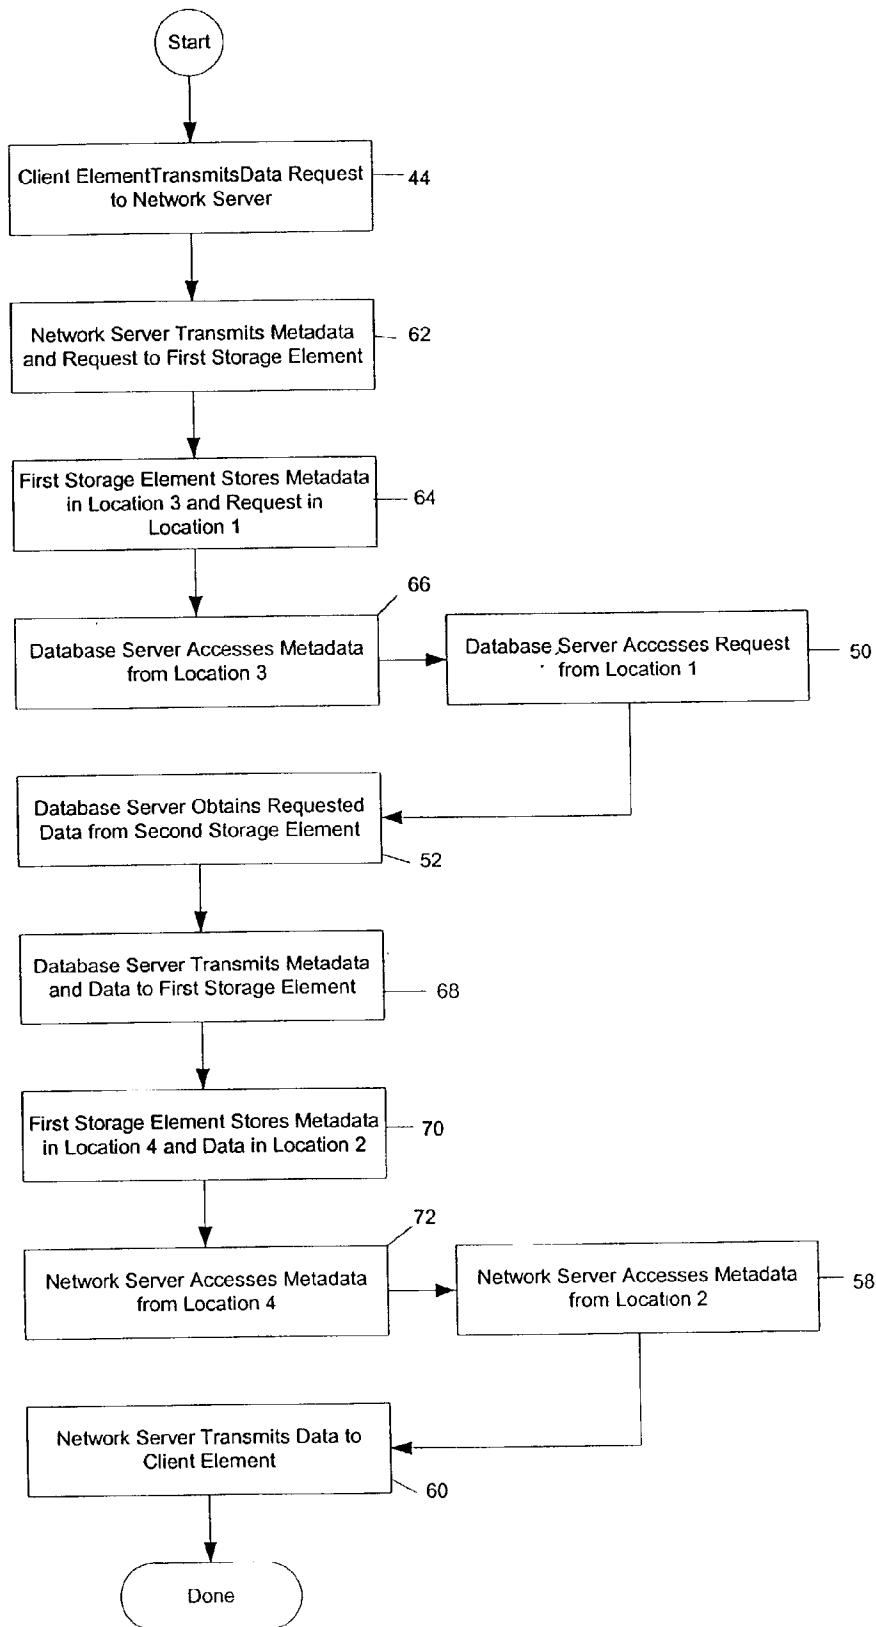 Start
Client ElementTransmitsData Request
to Network Server
44
Network Server Transmits Metadata
and Request to First Storage Element
62
First Storage Element Stores Metadata
in Location 3 and Request in
Location 1
64
66
Database Server Accesses Metadata
from Location 3
Database Server Accesses Request
from Location 1
50
Database Server Obtains Requested
Data from Second Storage Element
52
Database Server Transmits Metadata
and Data to First Storage Element
68
First Storage Element Stores Metadata
in Location 4 and Data in Location 2
70
72
Network Server Accesses Metadata
from Location 4
Network Server Accesses Metadata
from Location 2
58
Network Server Transmits Data to
Client Element
60
Done